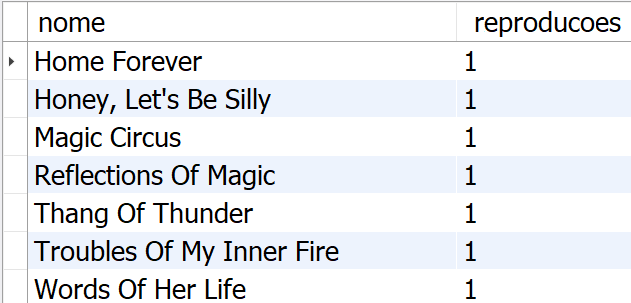 nome reproducoes
Home Forever 1
Honey, Let's Be Silly 1
Magic Circus 1
Reflections Of Magic 1
Thang Of Thunder 1
Troubles Of My Inner Fire 1
Words Of Her Life 1